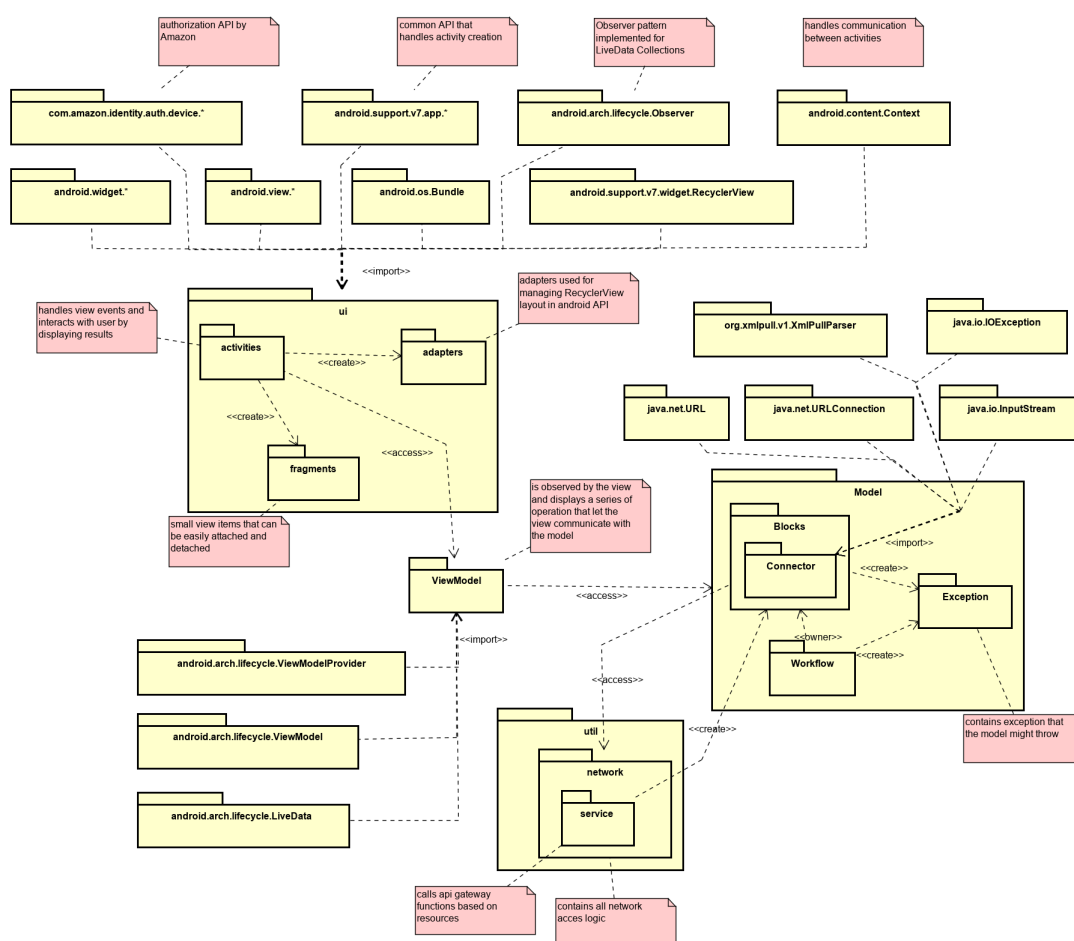 authorization API by
Amazon
common API that
handles activity creation
Observer pattern
implemented for
LiveData Collections
handles communication
between activities
com.amazon.identity.auth.device.*
android.support.v7.app.*
android.arch.lifecycle.Observer
android.content.Context
android.widget.*
android.view.*
android.os.Bundle
android.support.v7.widget.RecyclerView
<<import>>
handles view events and
interacts with user by
displaying results
ui
adapters used for
managing RecyclerView
layout in android API
activities
<<create>>
adapters
<<create>>
<<access>>
fragments
small view items that can
be easily attached and
detached
org.xmlpull.v1.XmlPullParser
java.io.IOException
java.net.URL
java.net.URLConnection
java.io.InputStream
is observed by the view
and displays a series of
operation that let the
view communicate with
the model
Model
Blocks
Connector
<<import>>
<<create>>
Exception
<<owner>>
<<create>>
Workflow
contains exception that
the model might throw
ViewModel
<<access>>
<<import>>
android.arch.lifecycle.ViewModelProvider
android.arch.lifecycle.ViewModel
android.arch.lifecycle.LiveData
<<access>>
<<create>>
util
network
service
calls api gateway
functions based on
resources
contains all network
acces logic